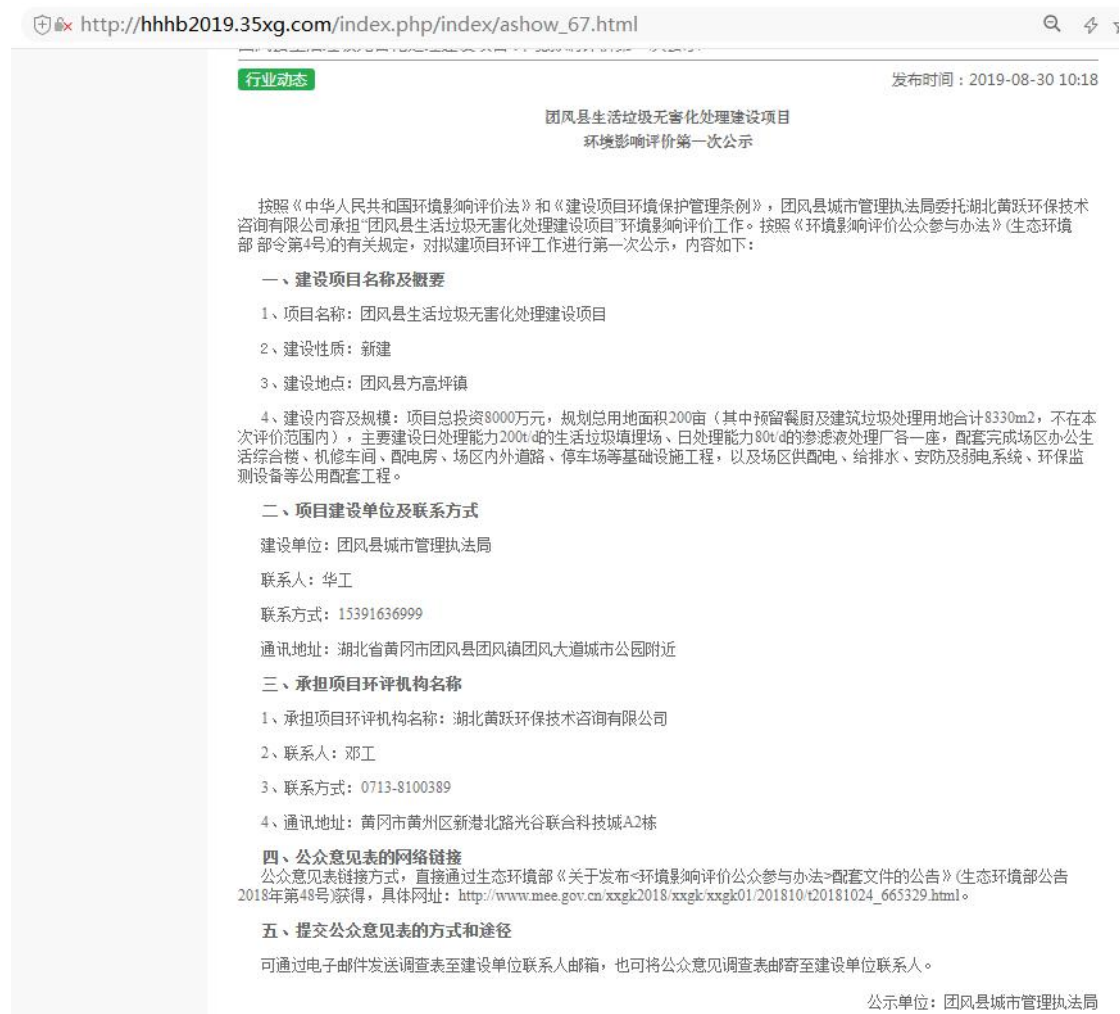 http://hhhb2019.35xg.com/index.php/index/ashow_67.html
行业动态
发布时间：2019-08-30 10:18
团风县生活垃圾无害化处理建设项目
环境影响评价第一次公示
按照《中华人民共和国环境影响评价法》和《建设项目环境保护管理条例》，团风县城市管理执法局委托湖北黄跃环保技术
咨询有限公司承担“团风县生活垃圾无害化处理建设项目”环境影响评价工作。按照《环境影响评价公众参与办法》(生态环境
部 部令第4号)的有关规定，对拟建项目环评工作进行第一次公示，内容如下：
一、建设项目名称及概要
1、项目名称：团风县生活垃圾无害化处理建设项目
2、建设性质：新建
3、建设地点：团风县方高坪镇
4、建设内容及规模：项目总投资8000万元，规划总用地面积200亩（其中预留餐厨及建筑垃圾处理用地合计8330m2，不在本
次评价范围内），主要建设日处理能力200t/d的生活垃圾填埋场、日处理能力80t/d的渗滤液处理厂各一座，配套完成场区办公生
活综合楼、机修车间、配电房、场区内外道路、停车场等基础设施工程，以及场区供配电、给排水、安防及弱电系统、环保监
测设备等公用配套工程。
二、项目建设单位及联系方式
建设单位：团风县城市管理执法局
联系人：华工
联系方式：15391636999
通讯地址：湖北省黄冈市团风县团风镇团风大道城市公园附近
三、承担项目环评机构名称
1、承担项目环评机构名称：湖北黄跃环保技术咨询有限公司
2、联系人：邓工
3、联系方式：0713-8100389
4、通讯地址：黄冈市黄州区新港北路光谷联合科技城A2栋
四、公众意见表的网络链接
公众意见表链接方式，直接通过生态环境部《关于发布<环境影响评价公众参与办法>配套文件的公告》(生态环境部公告
2018年第48号)获得，具体网址：http://www.mee.gov.cn/xxgk2018/xxgk/xxgk01/201810/t20181024_665329.html。
五、提交公众意见表的方式和途径
可通过电子邮件发送调查表至建设单位联系人邮箱，也可将公众意见调查表邮寄至建设单位联系人。
公示单位：团风县城市管理执法局